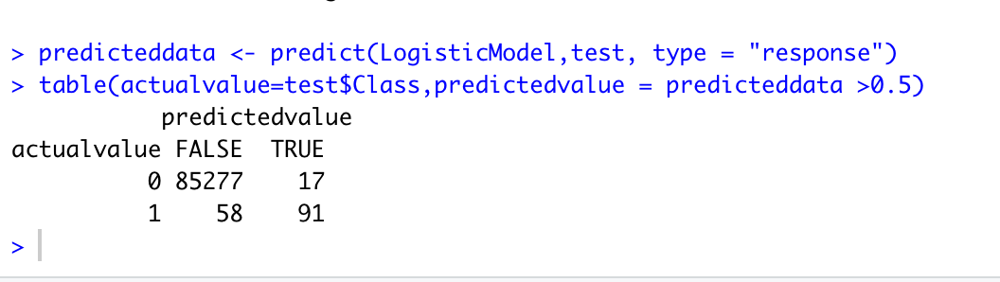 > predicteddata <- predict(LogisticModel,test, type = "response")
> table(actualvalue=test$Class,predictedvalue = predicteddata >0.5)
predictedvalue
actualvalue FALSE  TRUE
0 85277    17
1    58    91
>